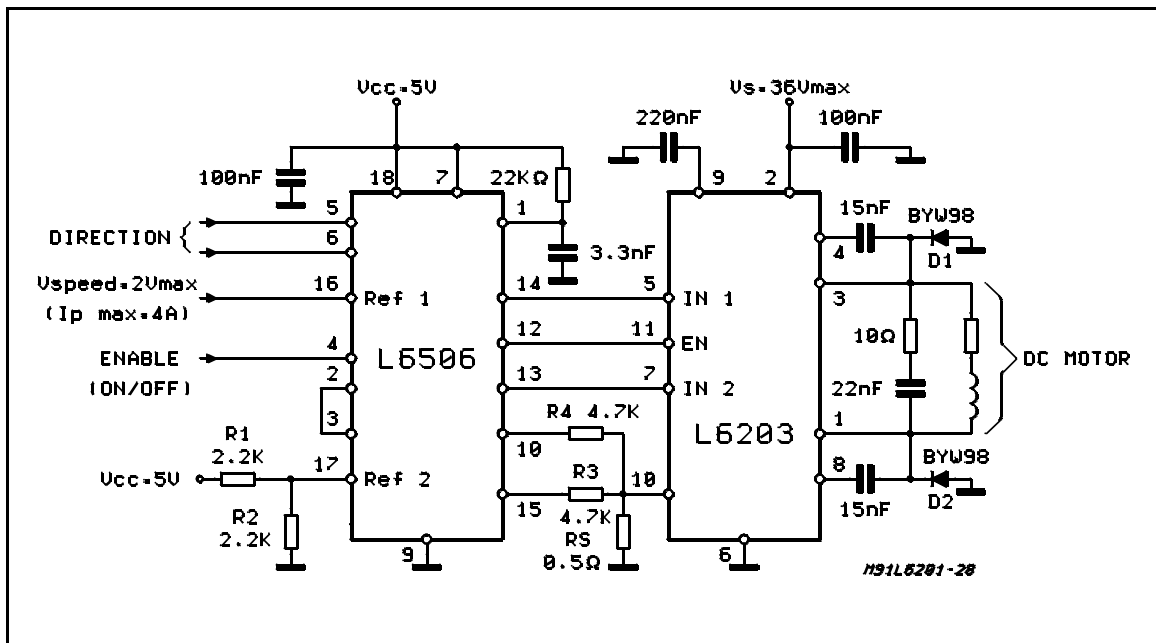 Vcc=5V
Vs=36Vmax
220nF
100nF
100nF
18
7
22KΩ
9
2
5
1
15nF
BYW98
DIRECTION {
6
3.3nF
4
D1
Vspeed=2Vmax
16
Ref 1
14
5
IN 1
3
(Ip max=4A)
12
11
EN
10Ω
ENABLE
4
L6506
DC MOTOR
(ON/OFF)
2
13
7
IN 2
22nF
3
R4 4.7K
L6203
1
R1
10
2.2K
17
R3
8
BYW98
Vcc=5V
Ref 2
10
15
4.7K
15nF
D2
R2
2.2K
RS
0.5Ω
9
6
M91L6201-28